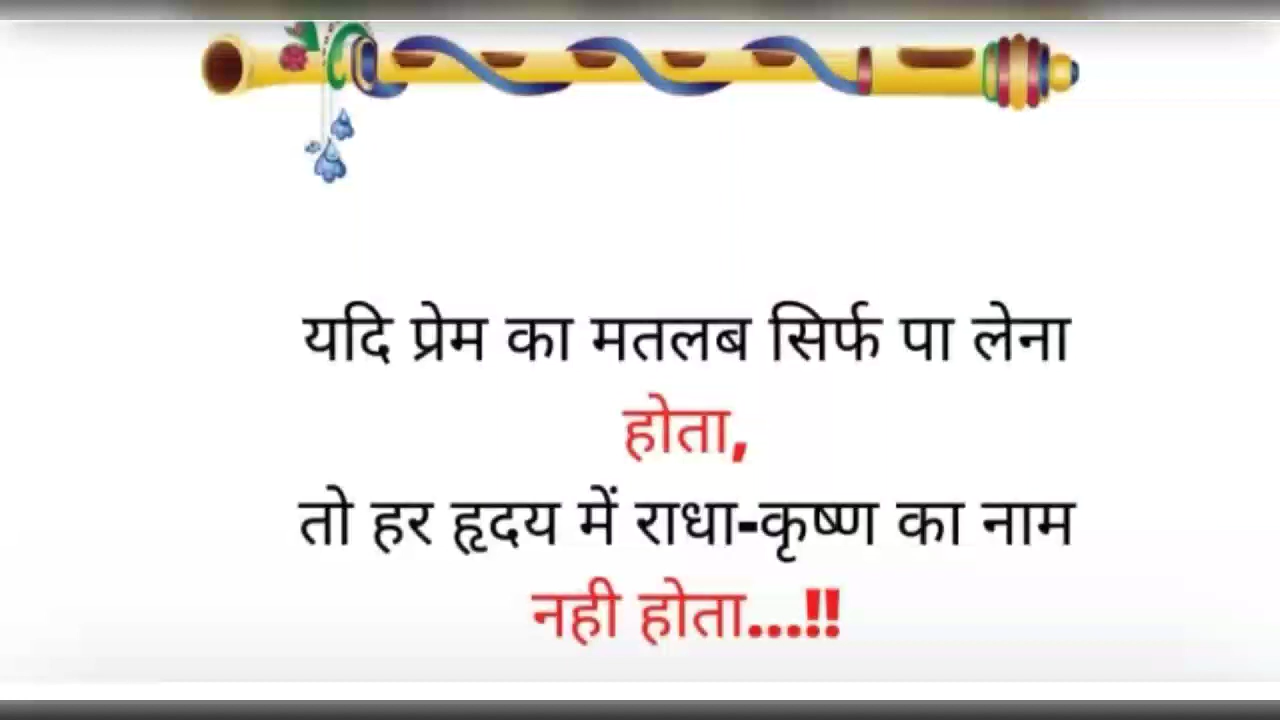 यदि प्रेम का मतलब सिर्फ पा लेना
होता,
तो हर हृदय में राधा-कृष्ण का नाम
नही होता...!!